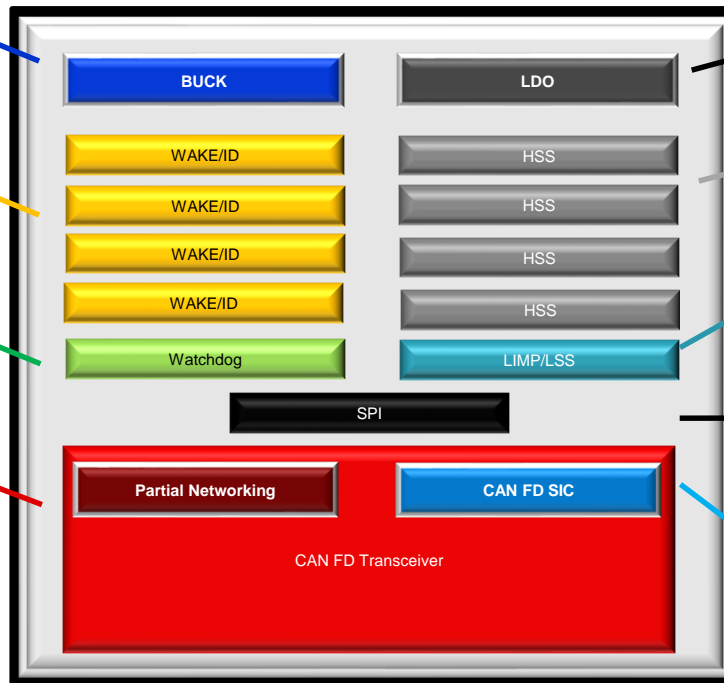 BUCK
LDO
WAKE/ID
HSS
WAKE/ID
HSS
WAKE/ID
HSS
WAKE/ID
HSS
Watchdog
LIMP/LSS
SPI
Partial Networking
CAN FD SIC
CAN FD Transceiver